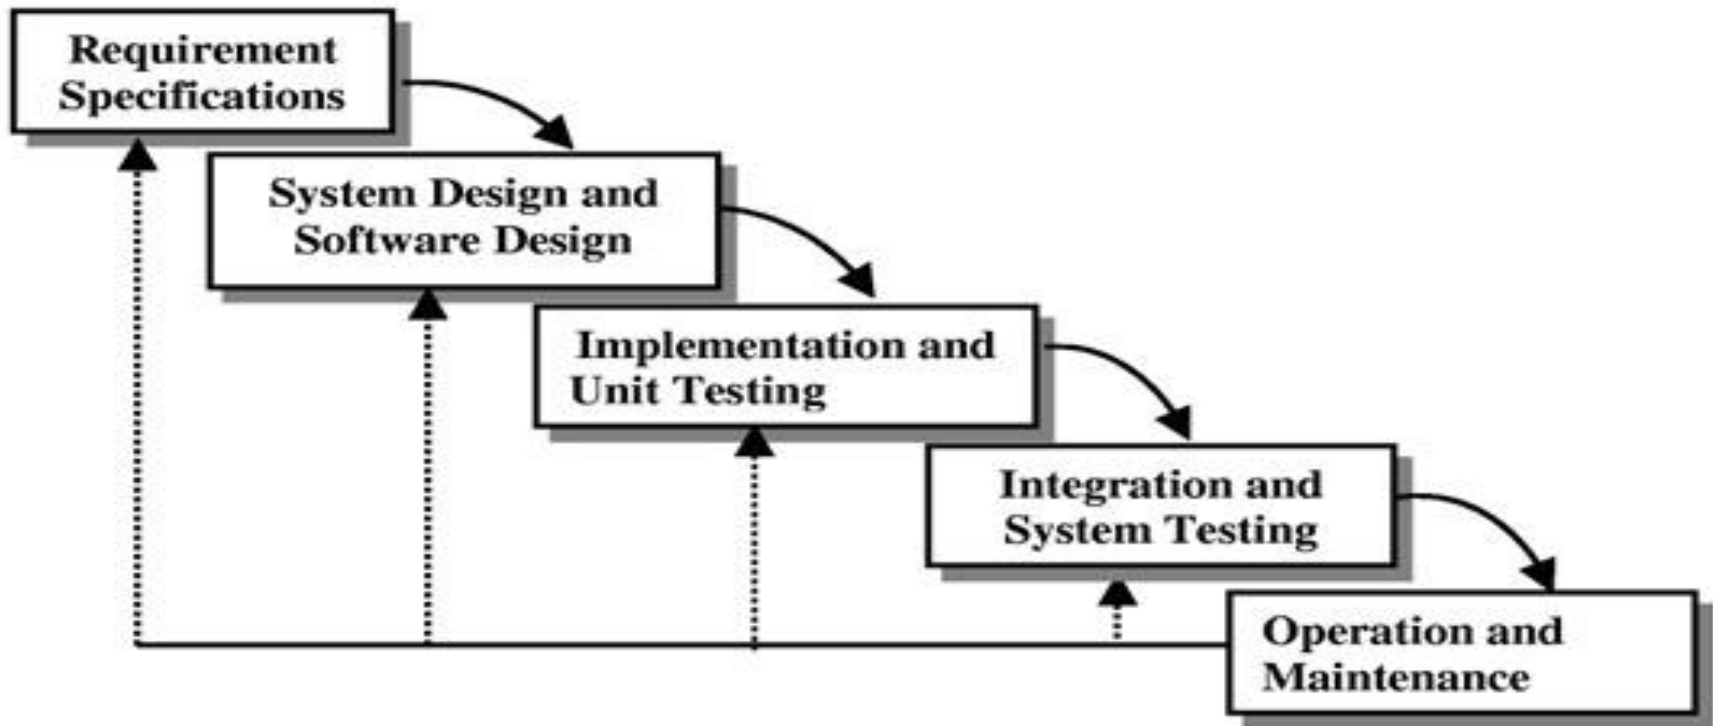 Requirement
Specifications
System Design and
Software Design
Implementation and
Unit Testing
Integration and
System Testing
Operation and
Maintenance